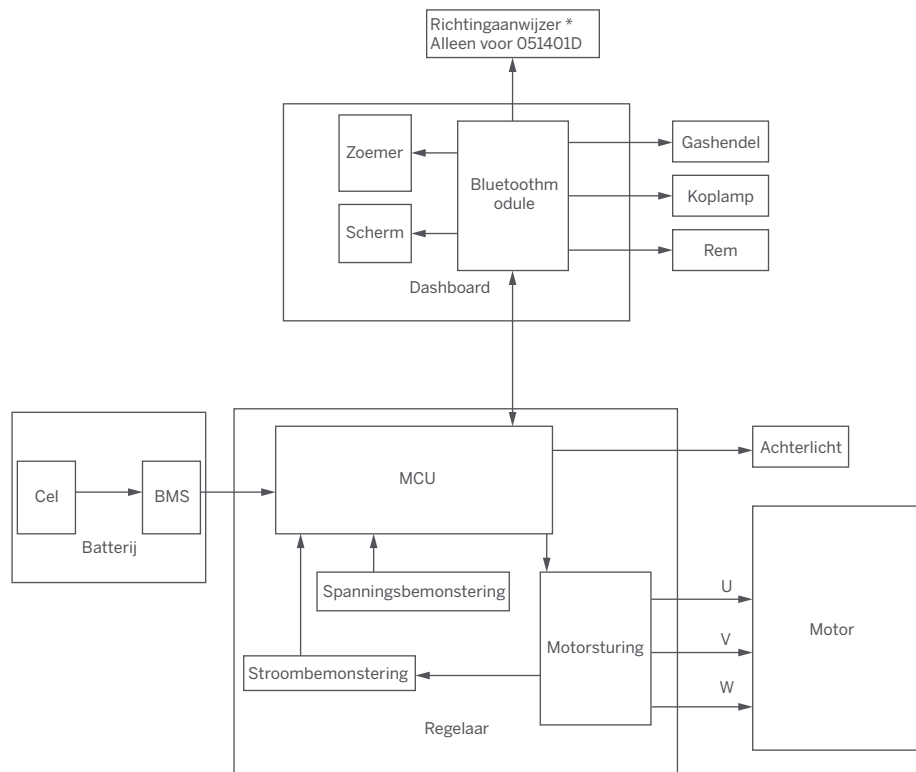 Richtingaanwijzer *
Alleen voor 051401D
Zoemer
Scherm
Bluetoothm
odule
Gashendel
Koplamp
Rem
Dashboard
Cel
BMS
Batterij
MCU
Achterlicht
Spanningsbemonstering
Stroombemonstering
Motorsturing
Regelaar
U
V
W
Motor